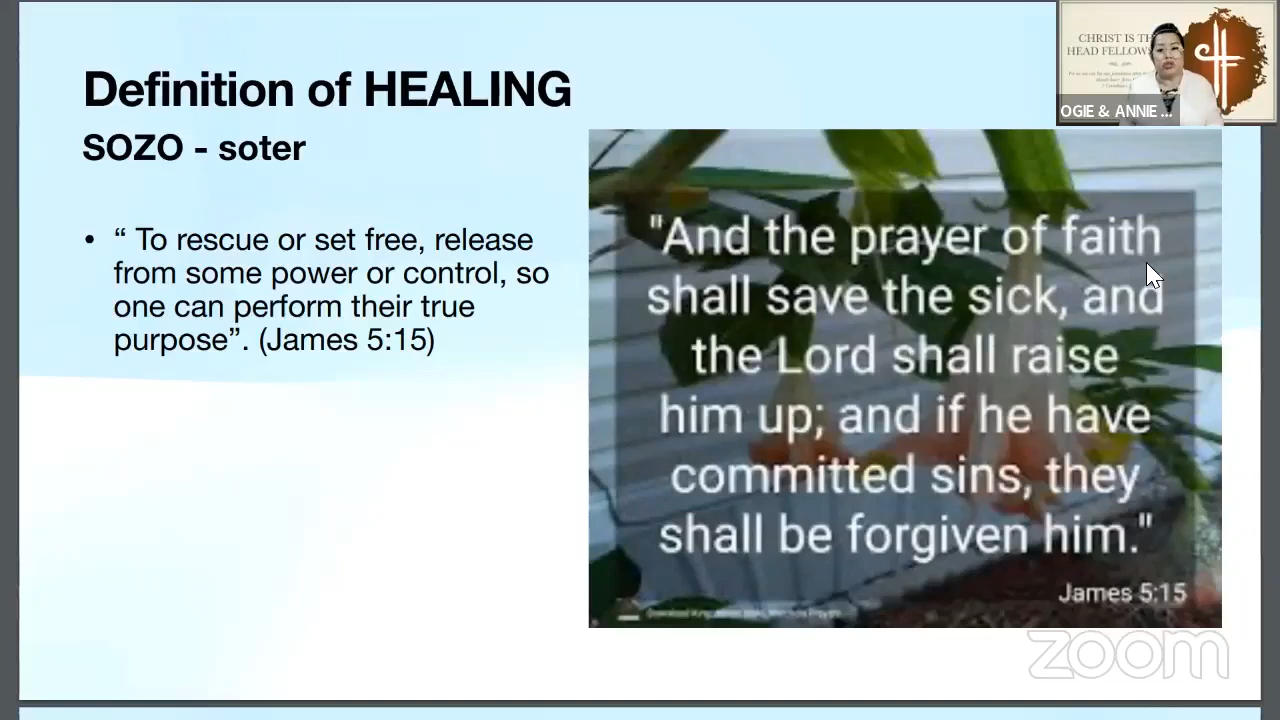 Definition of HEALING
SOZO - soter
• “ To rescue or set free, release
from some power or control, so
one can perform their true
purpose”. (James 5:15)
"And the prayer of faith
shall save the sick, and
the Lord shall raise
him up; and if he have
committed sins, they
shall be forgiven him."
James 5:15
CHRIST IS TH
HEAD FELLOWS
OGIE & ANNIE ...
zoom